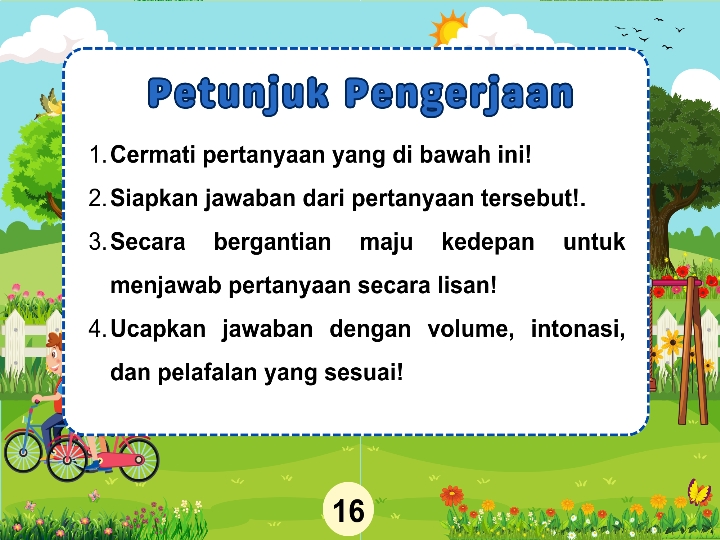 Petunjuk Pengerjaan
1. Cermati pertanyaan yang di bawah ini!
2. Siapkan jawaban dari pertanyaan tersebut!.
3. Secara bergantian maju kedepan untuk
menjawab pertanyaan secara lisan!
4. Ucapkan jawaban dengan volume, intonasi,
dan pelafalan yang sesuai!
16